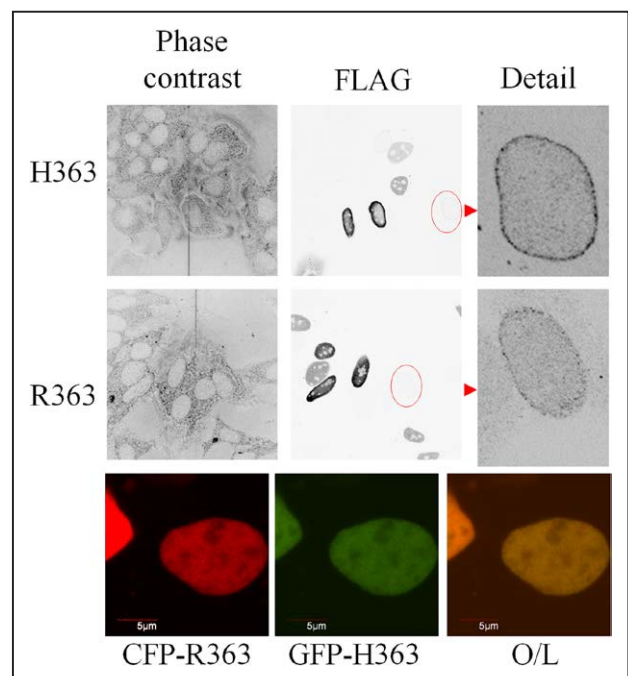 Phase
contrast
FLAG
Detail
H363
R363
5µm
5µm
5µm
CFP-R363
GFP-H363
O/L